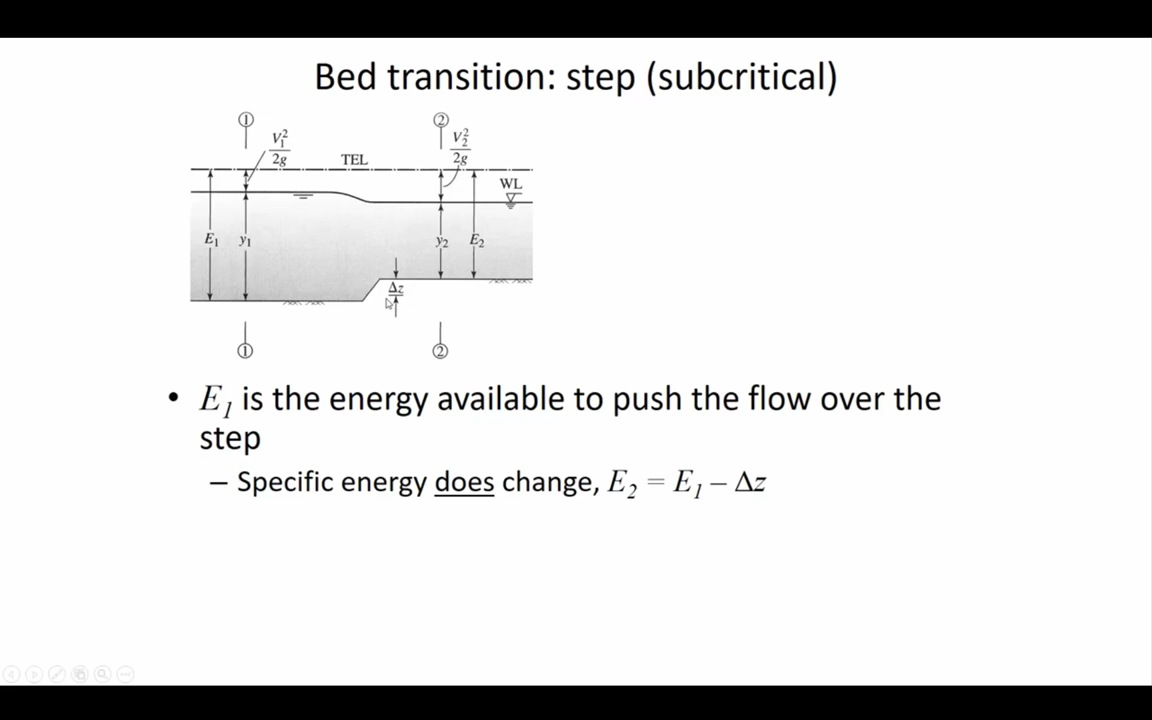 Bed transition: step (subcritical)
① ②
V₁²/2g V₂²/2g
TEL
WL
E₁ y₁ y₂ E₂
Δz
① ②
• E₁ is the energy available to push the flow over the
step
– Specific energy does change, E₂ = E₁ – Δz